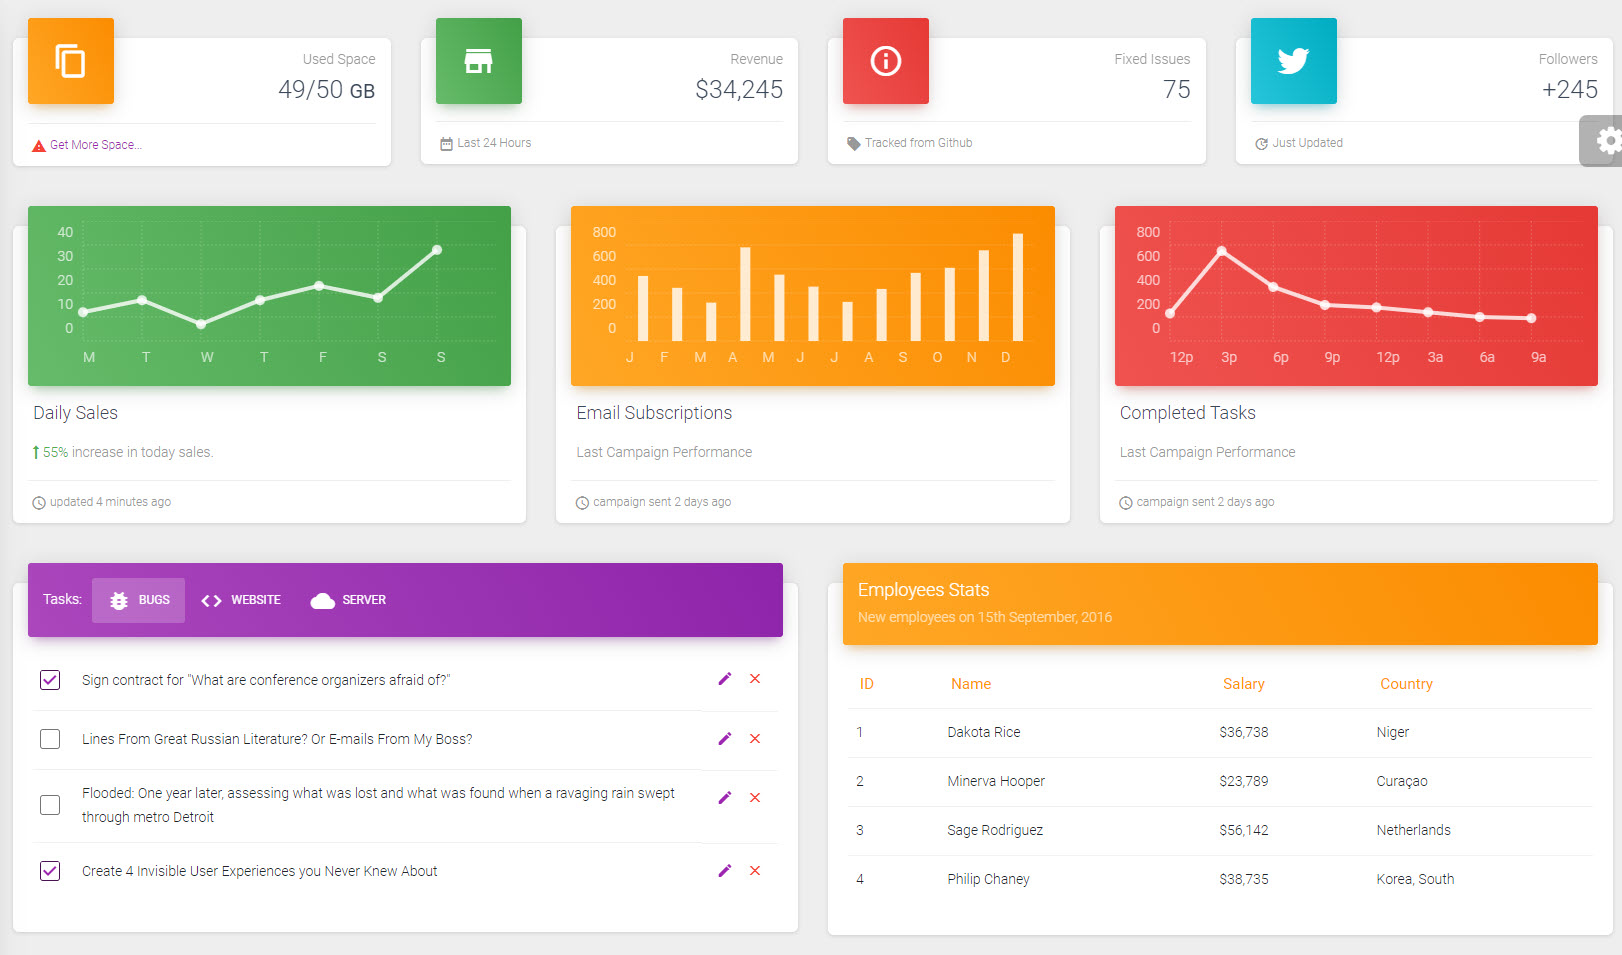 Used Space
49/50 GB
Get More Space...
Revenue
$34,245
Last 24 Hours
Fixed Issues
75
Tracked from Github
Followers
+245
Just Updated
40
30
20
10
0
M T W T F S S
Daily Sales
55% increase in today sales.
updated 4 minutes ago
800
600
400
200
0
J F M A M J J A S O N D
Email Subscriptions
Last Campaign Performance
campaign sent 2 days ago
800
600
400
200
0
12p 3p 6p 9p 12p 3a 6a 9a
Completed Tasks
Last Campaign Performance
campaign sent 2 days ago
Tasks: BUGS WEBSITE SERVER
Sign contract for "What are conference organizers afraid of?"
Lines From Great Russian Literature? Or E-mails From My Boss?
Flooded: One year later, assessing what was lost and what was found when a ravaging rain swept
through metro Detroit
Create 4 Invisible User Experiences you Never Knew About
Employees Stats
New employees on 15th September, 2016
ID Name Salary Country
1 Dakota Rice $36,738 Niger
2 Minerva Hooper $23,789 Curaçao
3 Sage Rodriguez $56,142 Netherlands
4 Philip Chaney $38,735 Korea, South